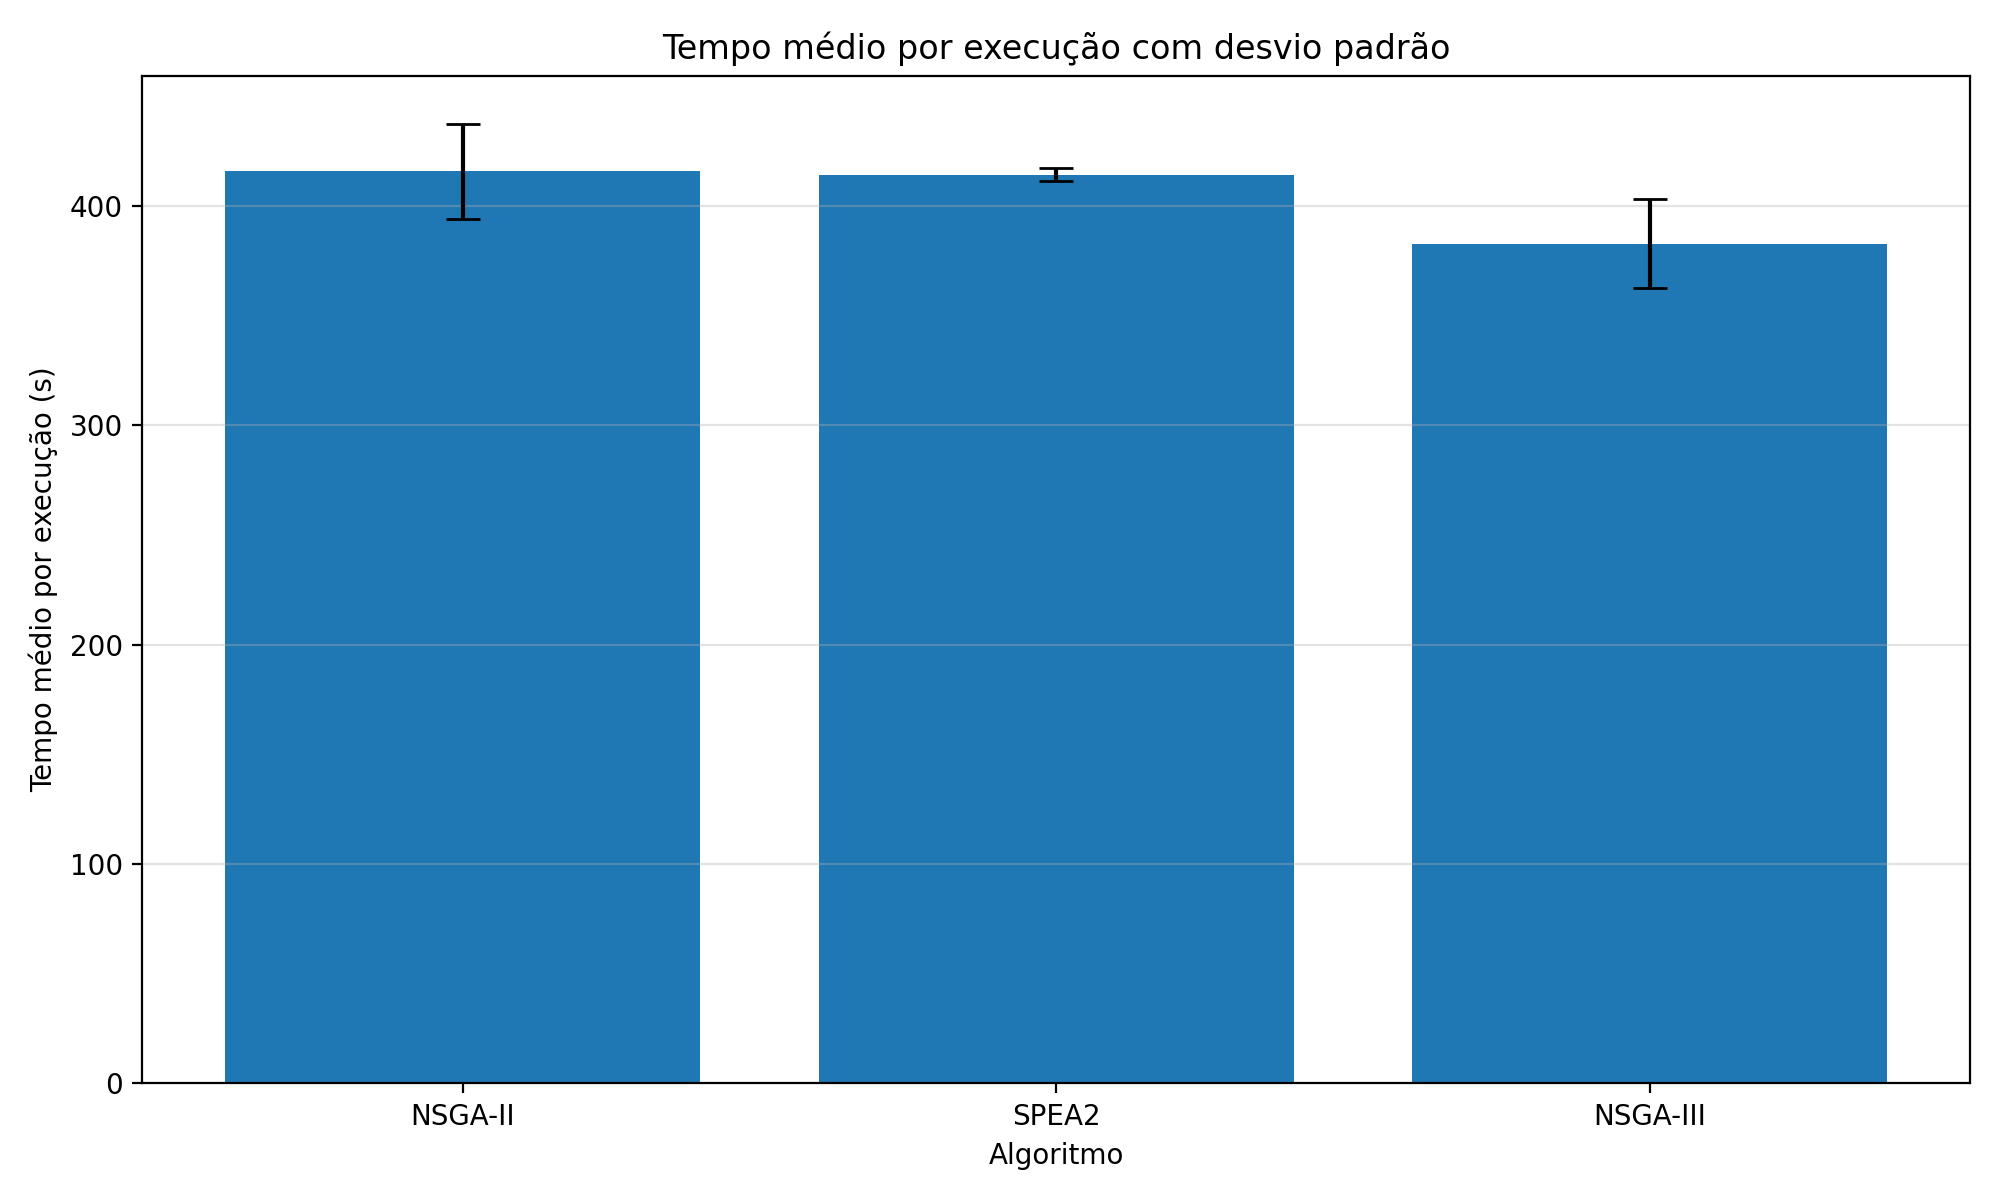 Tempo médio por execução com desvio padrão
Tempo médio por execução (s)
400
300
200
100
0
NSGA-II
SPEA2
NSGA-III
Algoritmo